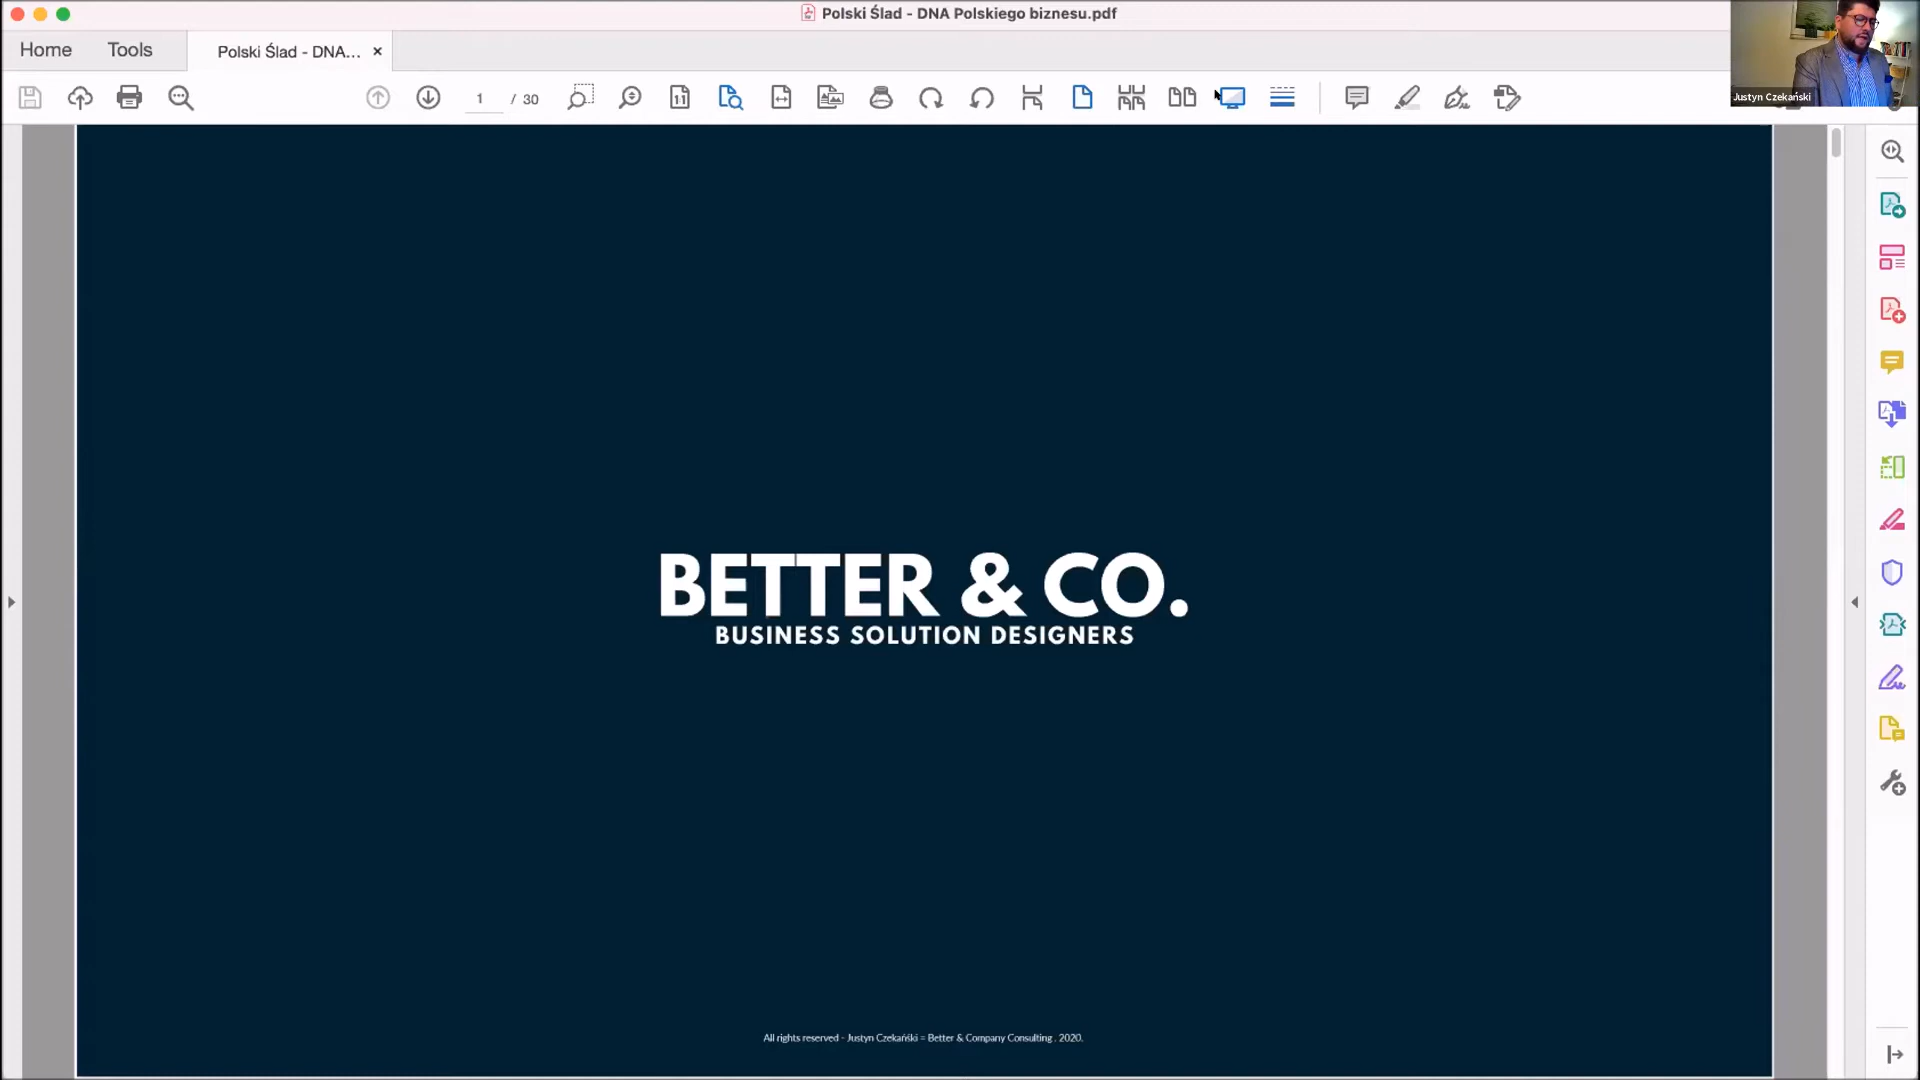 Polski Ślad - DNA Polskiego biznesu.pdf
Home
Tools
Polski Ślad - DNA...
1 / 30
Justyn Czekański
BETTER & CO.
BUSINESS SOLUTION DESIGNERS
All rights reserved - Justyn Czekański = Better & Company Consulting . 2020.